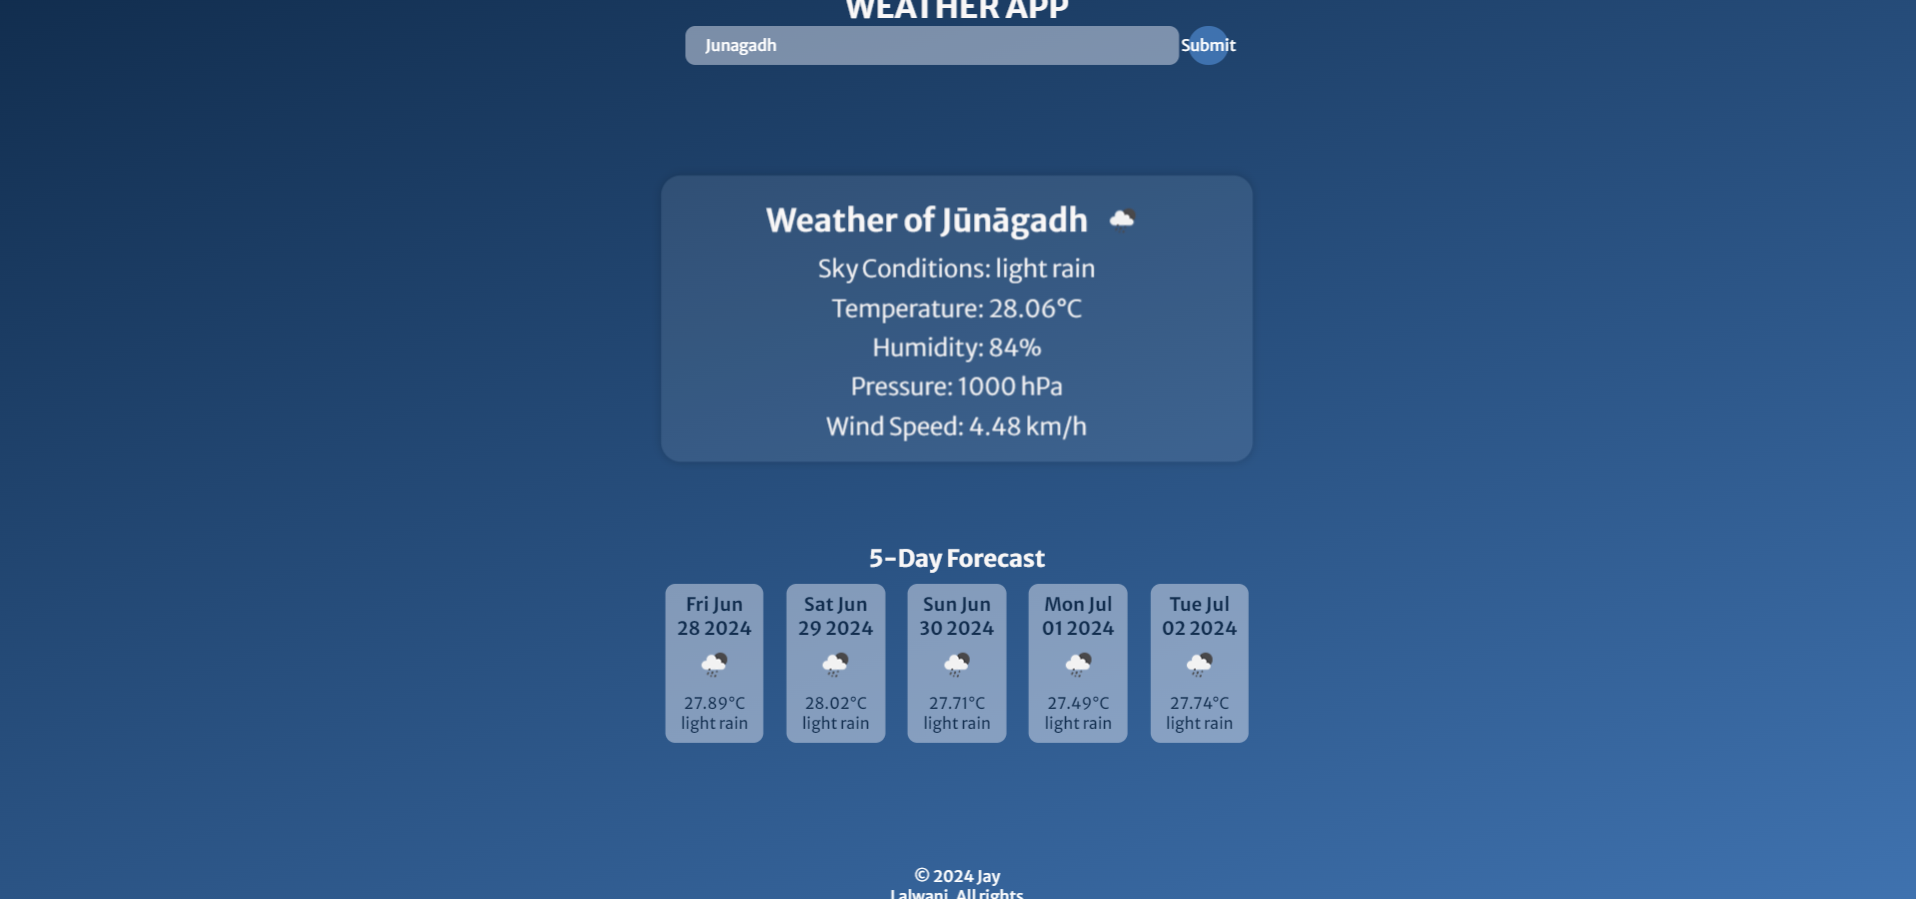 WEATHER APP
Junagadh
Submit
Weather of Jūnāgadh
Sky Conditions: light rain
Temperature: 28.06°C
Humidity: 84%
Pressure: 1000 hPa
Wind Speed: 4.48 km/h
5-Day Forecast
Fri Jun
28 2024
27.89°C
light rain
Sat Jun
29 2024
28.02°C
light rain
Sun Jun
30 2024
27.71°C
light rain
Mon Jul
01 2024
27.49°C
light rain
Tue Jul
02 2024
27.74°C
light rain
© 2024 Jay
Lalwani. All rights